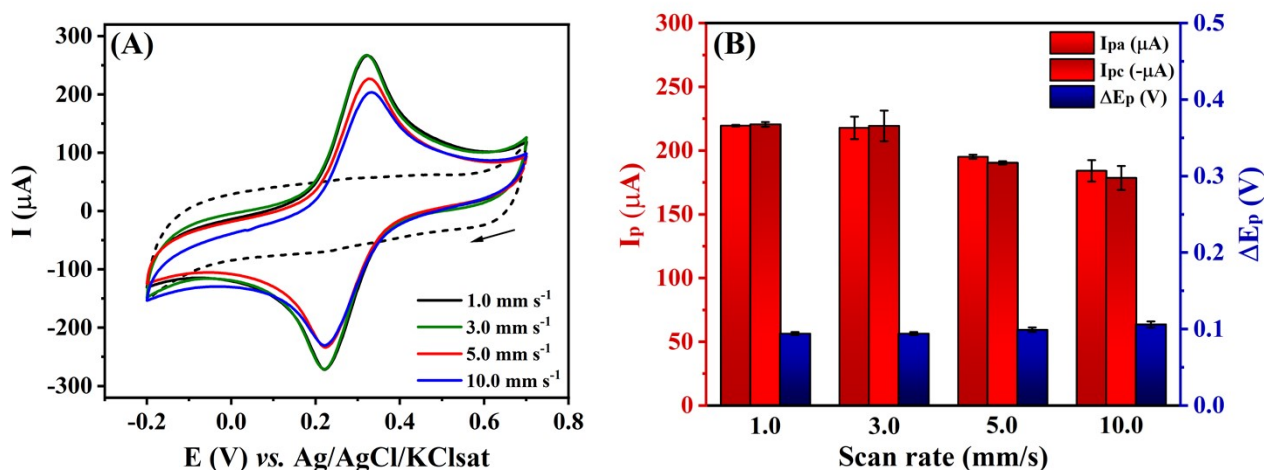 (A)
300
200
100
0
-100
-200
-300
I (µA)
1.0 mm s⁻¹
3.0 mm s⁻¹
5.0 mm s⁻¹
10.0 mm s⁻¹
-0.2 0.0 0.2 0.4 0.6 0.8
E (V) vs. Ag/AgCl/KClsat
(B)
300
250
200
150
100
50
0
Ip (µA)
Ipa (µA)
Ipc (-µA)
ΔEp (V)
0.5
0.4
0.3
0.2
0.1
0.0
ΔEp (V)
1.0 3.0 5.0 10.0
Scan rate (mm/s)